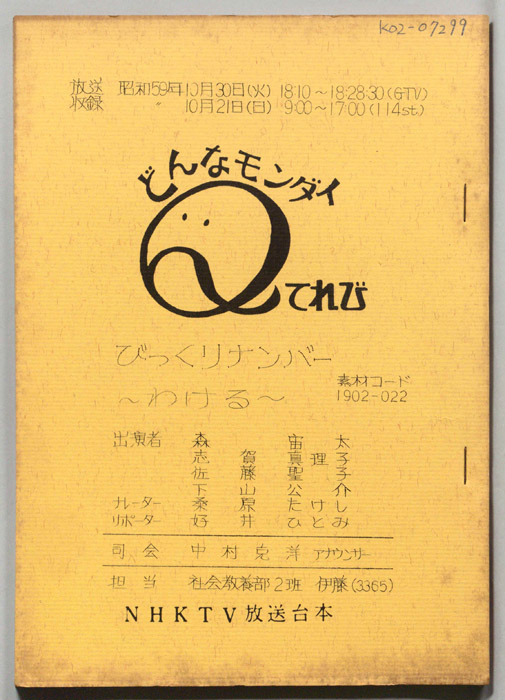 K02-07299
放送 昭和59年10月30日(火) 18:10～18:28:30(GTV)
収録 10月21日(日) 9:00～17:00(114st)
どんなモンダイ
Q
てれび
びっくりナンバー
～わける～
素材コード
1902-022
出演者 森 宙太
志賀真理子
佐藤聖子
下山公介
ナレーター 桑原たけし
リポーター 好井ひとみ
司会 中村克洋 アナウンサー
担当 社会教養部2班 伊藤(3365)
NHKTV放送台本